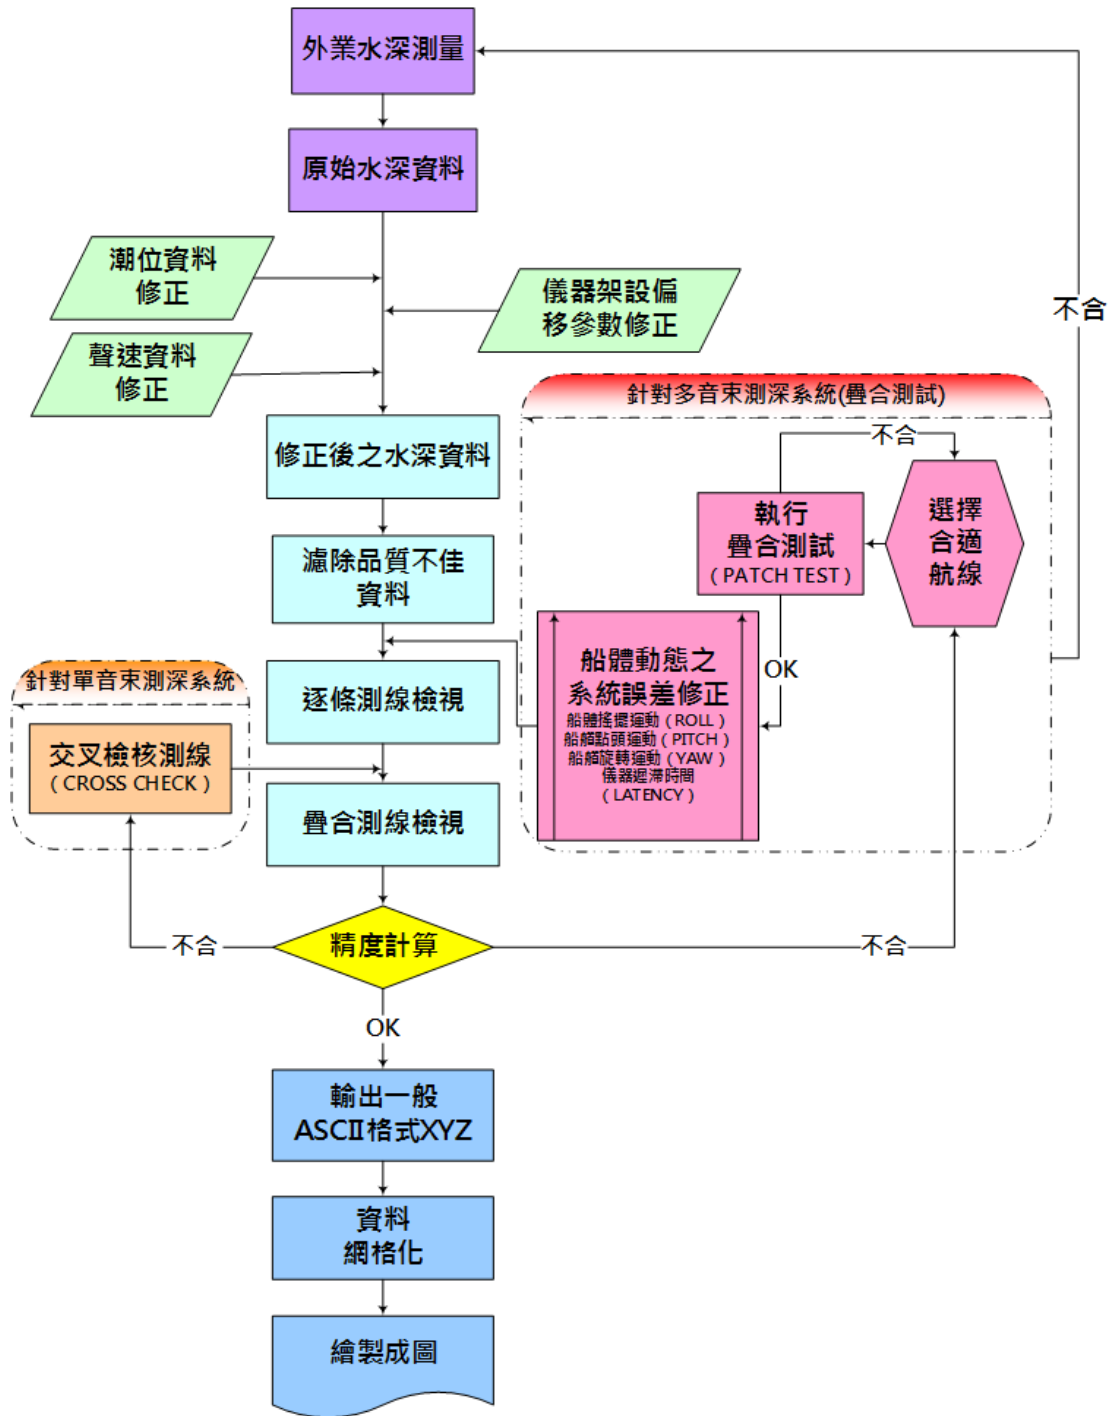 外業水深測量
原始水深資料
潮位資料
修正
儀器架設偏
移參數修正
聲速資料
修正
不合
針對多音束測深系統(疊合測試)
修正後之水深資料
不合
執行
疊合測試
(PATCH TEST)
選擇
合適
航線
濾除品質不佳
資料
OK
船體動態之
系統誤差修正
船體搖擺運動(ROLL)
船艏點頭運動(PITCH)
船艏旋轉運動(YAW)
儀器遲滯時間
(LATENCY)
針對單音束測深系統
逐條測線檢視
交叉檢核測線
(CROSS CHECK)
疊合測線檢視
不合
精度計算
不合
OK
輸出一般
ASCII格式XYZ
資料
網格化
繪製成圖